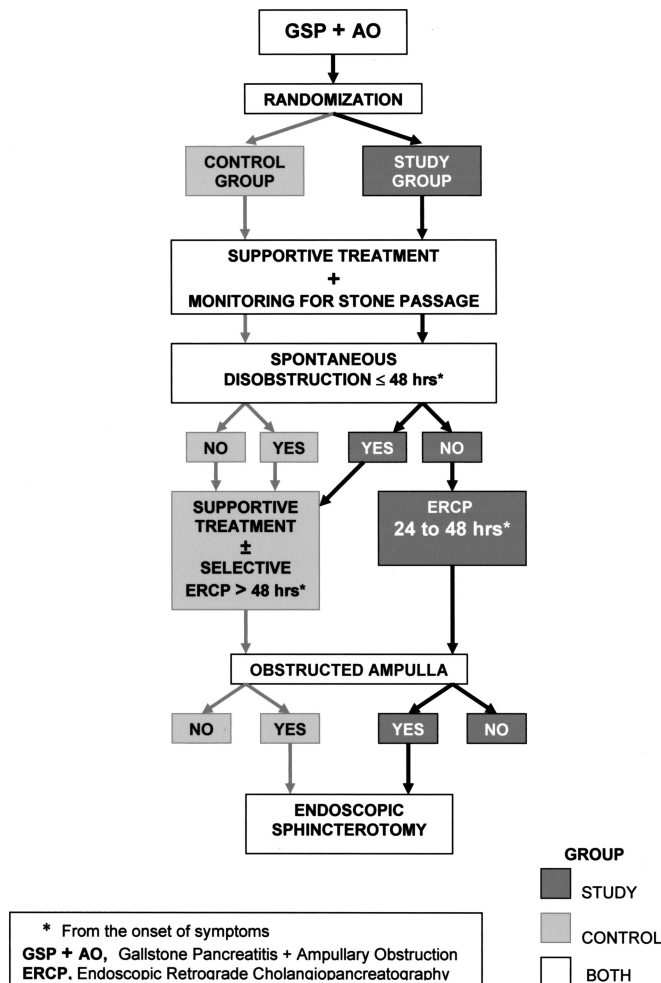 GSP + AO
RANDOMIZATION
CONTROL
GROUP
STUDY
GROUP
SUPPORTIVE TREATMENT
+
MONITORING FOR STONE PASSAGE
SPONTANEOUS
DISOBSTRUCTION ≤ 48 hrs*
NO
YES
YES
NO
SUPPORTIVE
TREATMENT
±
SELECTIVE
ERCP > 48 hrs*
ERCP
24 to 48 hrs*
OBSTRUCTED AMPULLA
NO
YES
YES
NO
ENDOSCOPIC
SPHINCTEROTOMY
GROUP
STUDY
CONTROL
BOTH
* From the onset of symptoms
GSP + AO, Gallstone Pancreatitis + Ampullary Obstruction
ERCP, Endoscopic Retrograde Cholangiopancreatography